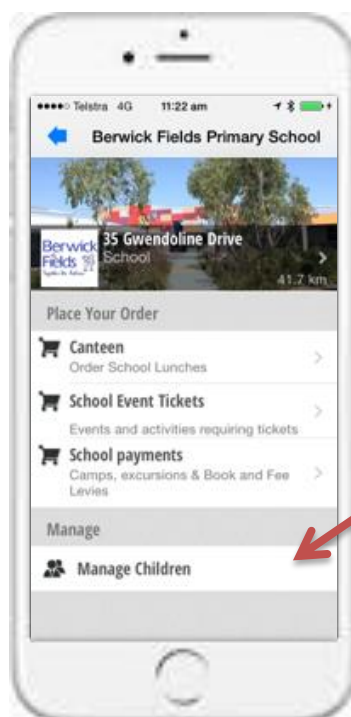 Telstra 4G 11:22 am
Berwick Fields Primary School
Berwick
Fields
35 Gwendoline Drive
School
41.7 km
Place Your Order
Canteen
Order School Lunches
School Event Tickets
Events and activities requiring tickets
School payments
Camps, excursions & Book and Fee
Levies
Manage
Manage Children